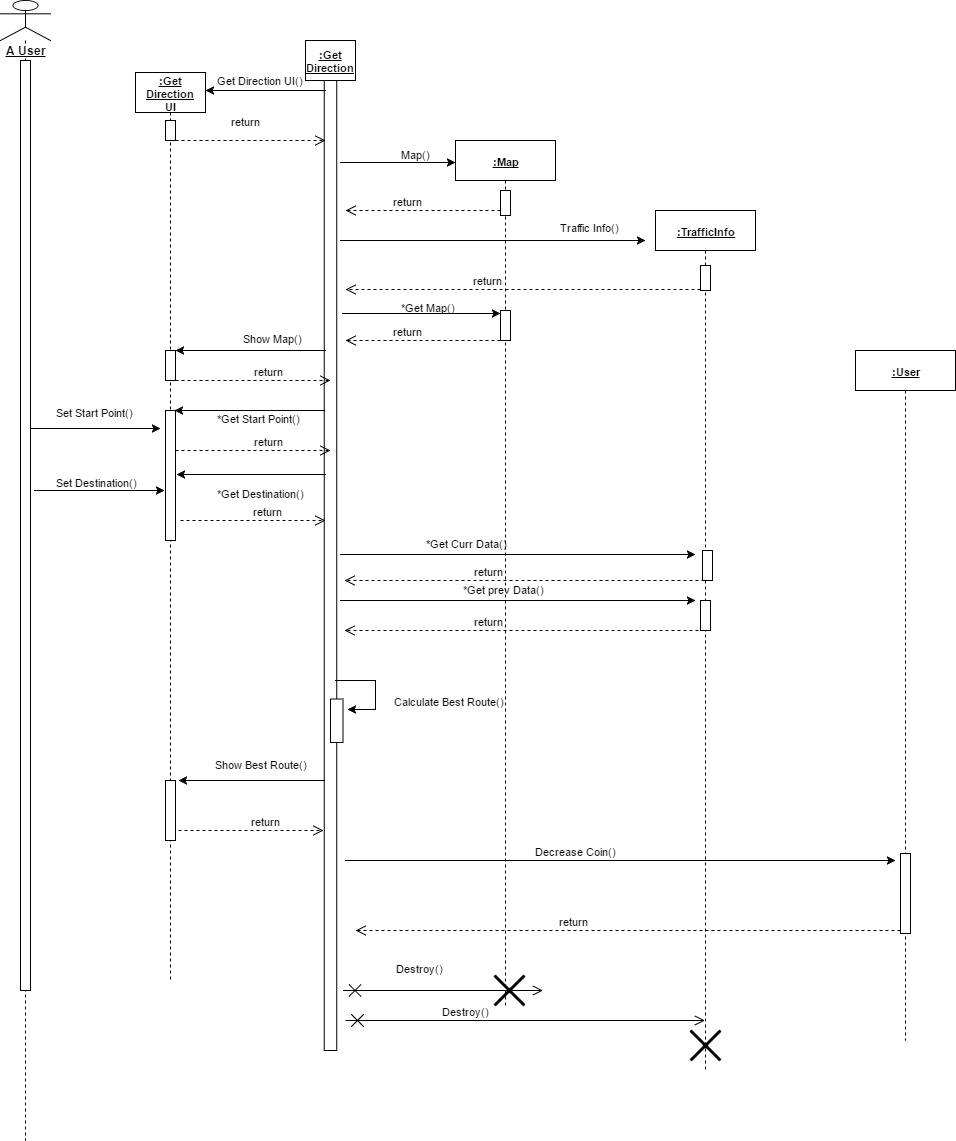 A User
:Get
Direction
:Get
Direction
UI
Get Direction UI()
return
Map()
:Map
return
Traffic Info()
:TrafficInfo
return
*Get Map()
return
Show Map()
return
:User
Set Start Point()
*Get Start Point()
return
Set Destination()
*Get Destination()
return
*Get Curr Data()
return
*Get prev Data()
return
Calculate Best Route()
Show Best Route()
return
Decrease Coin()
return
Destroy()
Destroy()